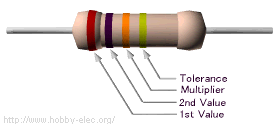 Tolerance
Multiplier
2nd Value
1st Value
http://www.hobby-elec.org/